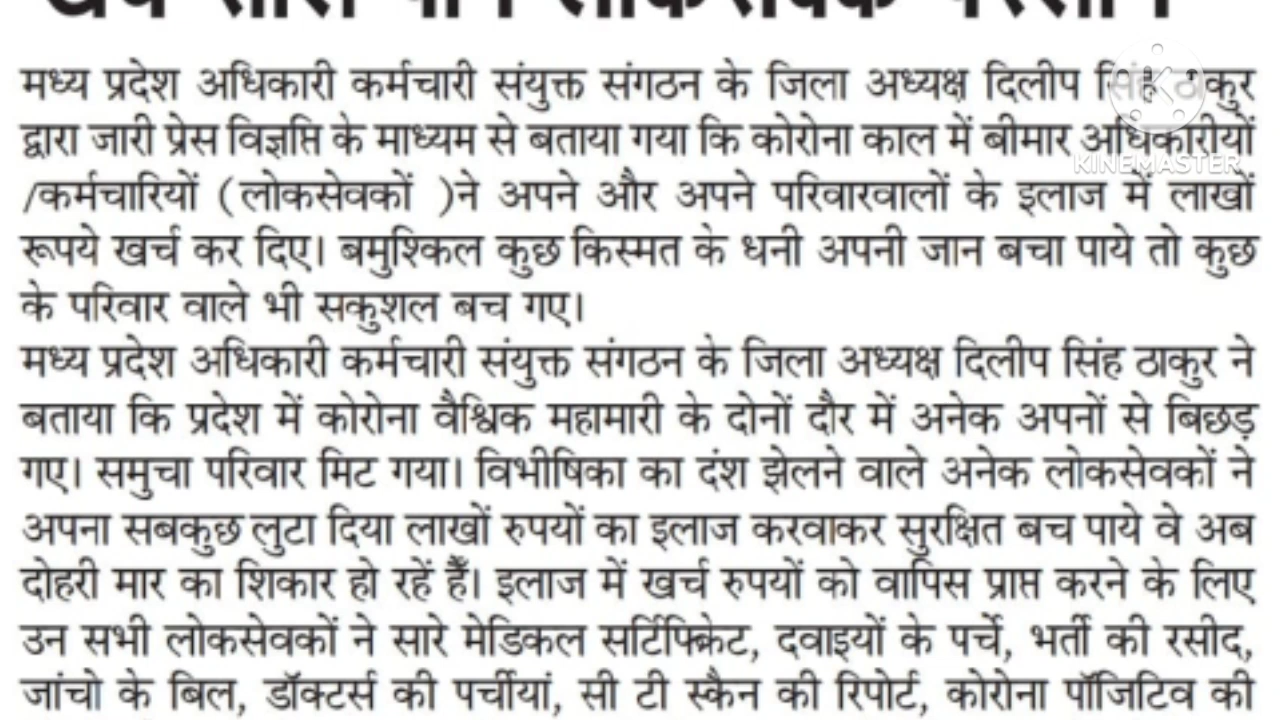 मध्य प्रदेश अधिकारी कर्मचारी संयुक्त संगठन के जिला अध्यक्ष दिलीप सिंह ठाकुर
द्वारा जारी प्रेस विज्ञप्ति के माध्यम से बताया गया कि कोरोना काल में बीमार अधिकारीयों
KINEMASTER
/कर्मचारियों (लोकसेवकों )ने अपने और अपने परिवारवालों के इलाज में लाखों
रूपये खर्च कर दिए। बमुश्किल कुछ किस्मत के धनी अपनी जान बचा पाये तो कुछ
के परिवार वाले भी सकुशल बच गए।
मध्य प्रदेश अधिकारी कर्मचारी संयुक्त संगठन के जिला अध्यक्ष दिलीप सिंह ठाकुर ने
बताया कि प्रदेश में कोरोना वैश्विक महामारी के दोनों दौर में अनेक अपनों से बिछड़
गए। समुचा परिवार मिट गया। विभीषिका का दंश झेलने वाले अनेक लोकसेवकों ने
अपना सबकुछ लुटा दिया लाखों रुपयों का इलाज करवाकर सुरक्षित बच पाये वे अब
दोहरी मार का शिकार हो रहें हैं। इलाज में खर्च रुपयों को वापिस प्राप्त करने के लिए
उन सभी लोकसेवकों ने सारे मेडिकल सर्टिफिकेट, दवाइयों के पर्चे, भर्ती की रसीद,
जांचो के बिल, डॉक्टर्स की पर्चीयां, सी टी स्कैन की रिपोर्ट, कोरोना पॉजिटिव की